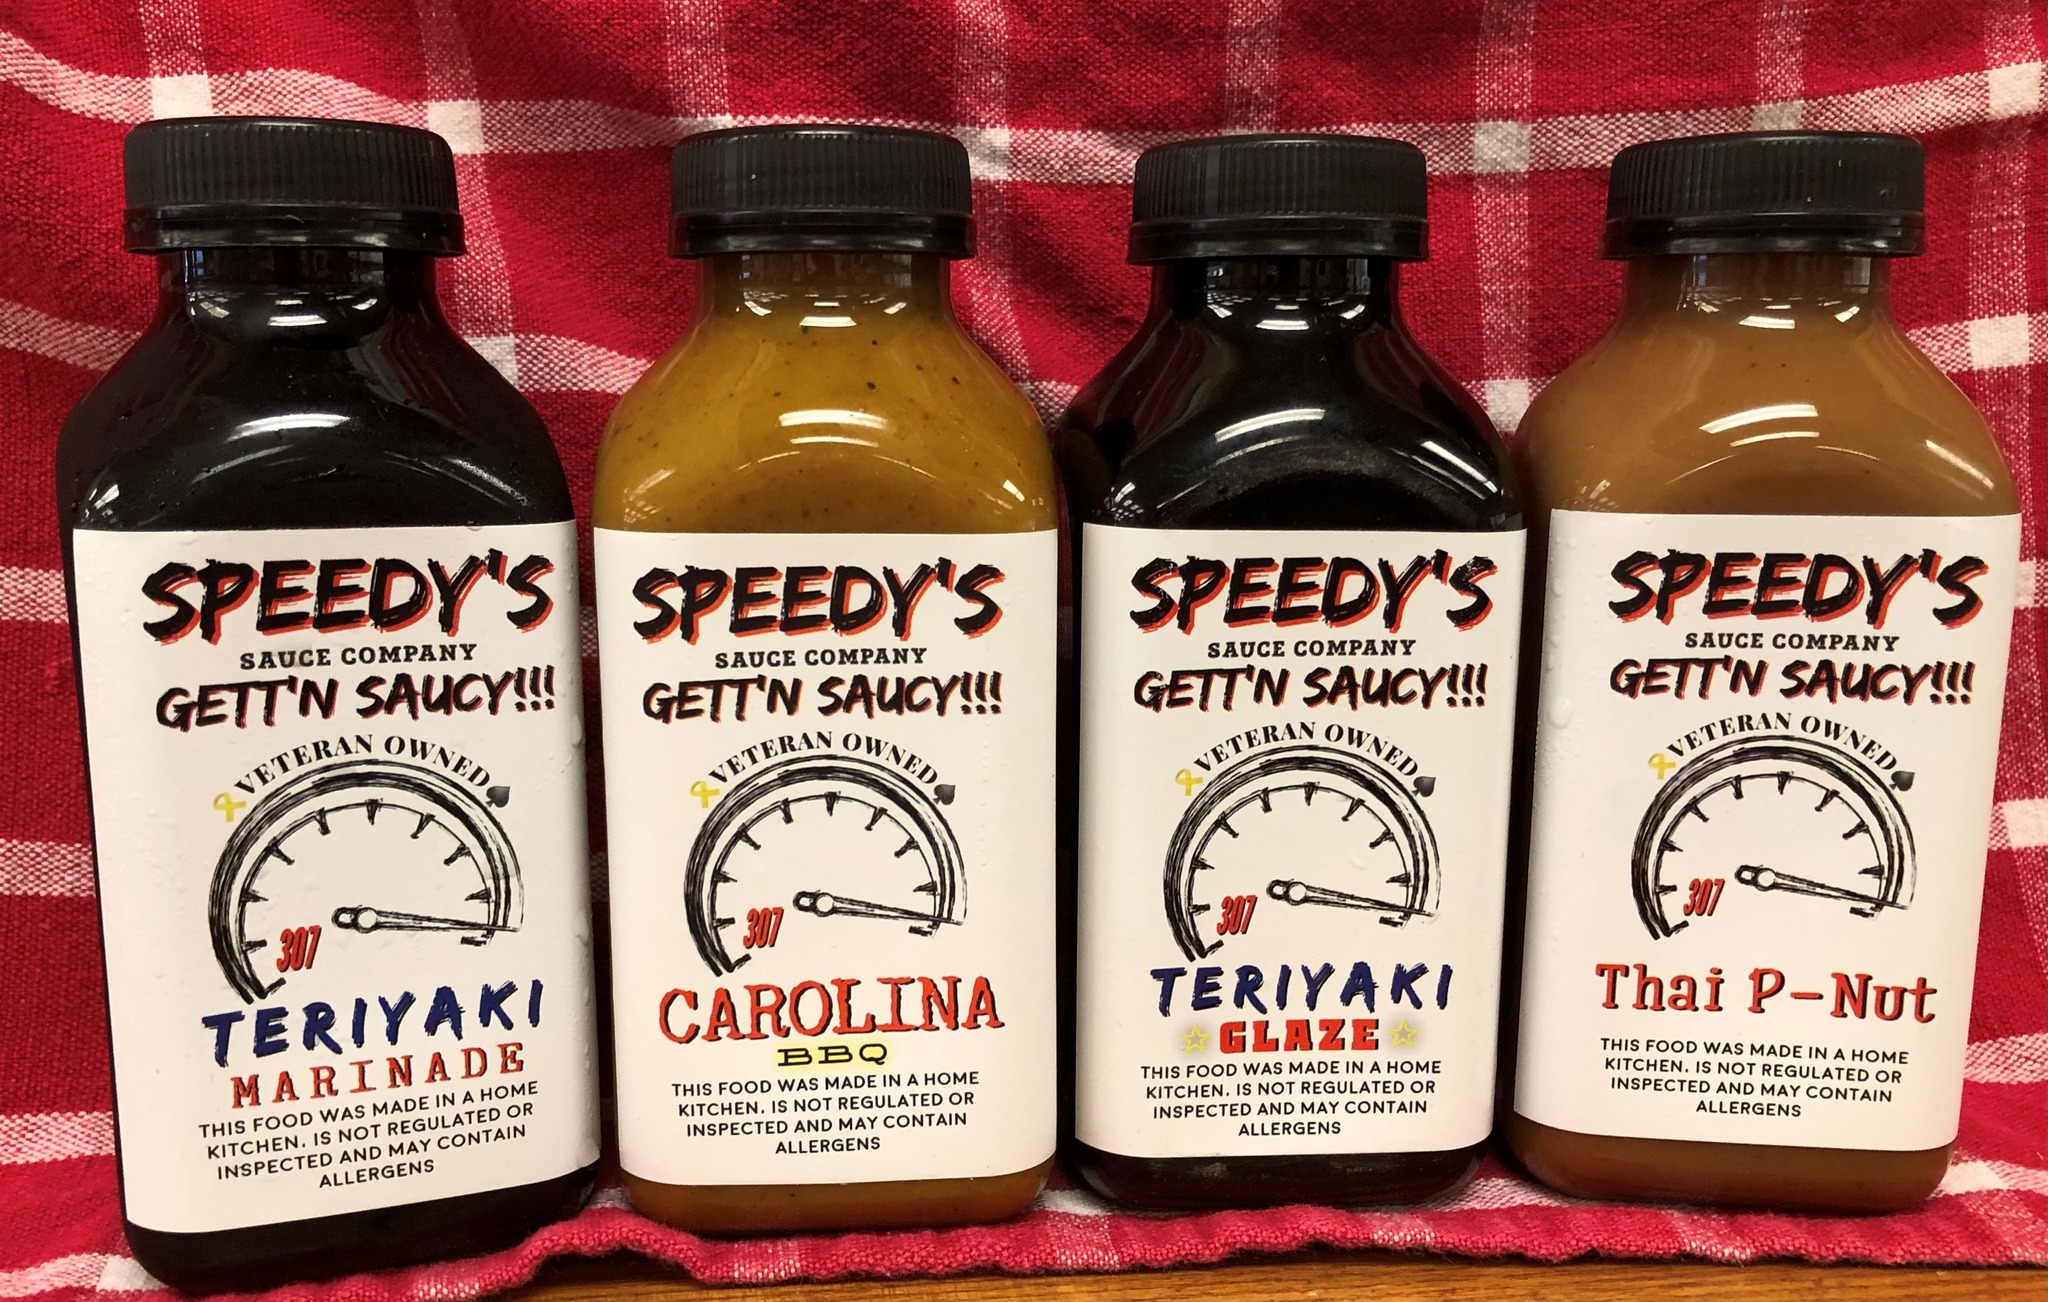 SPEEDY'S
SAUCE COMPANY
GETT'N SAUCY!!!
VETERAN OWNED
307
TERIYAKI
MARINADE
THIS FOOD WAS MADE IN A HOME
KITCHEN. IS NOT REGULATED OR
INSPECTED AND MAY CONTAIN
ALLERGENS
SPEEDY'S
SAUCE COMPANY
GETT'N SAUCY!!!
VETERAN OWNED
307
CAROLINA
BBQ
THIS FOOD WAS MADE IN A HOME
KITCHEN. IS NOT REGULATED OR
INSPECTED AND MAY CONTAIN
ALLERGENS
SPEEDY'S
SAUCE COMPANY
GETT'N SAUCY!!!
VETERAN OWNED
307
TERIYAKI
GLAZE
THIS FOOD WAS MADE IN A HOME
KITCHEN. IS NOT REGULATED OR
INSPECTED AND MAY CONTAIN
ALLERGENS
SPEEDY'S
SAUCE COMPANY
GETT'N SAUCY!!!
VETERAN OWNED
307
Thai P-Nut
THIS FOOD WAS MADE IN A HOME
KITCHEN. IS NOT REGULATED OR
INSPECTED AND MAY CONTAIN
ALLERGENS